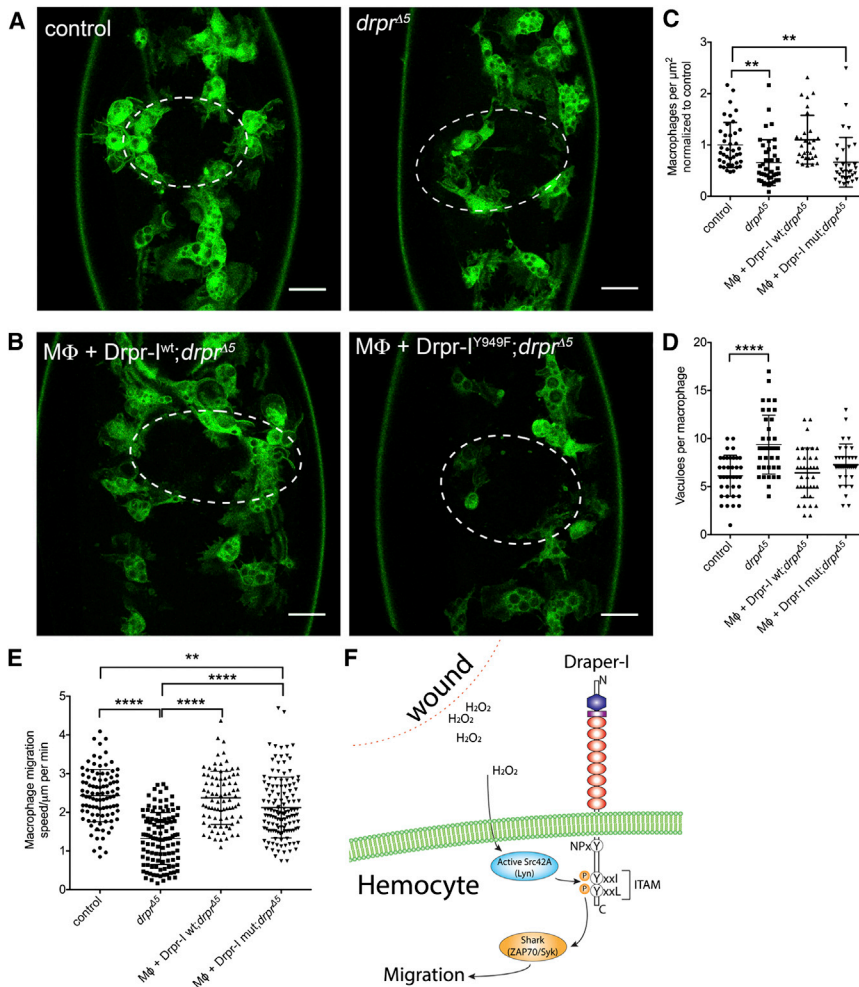 A
control
drpr^Δ5
B
MΦ + Drpr-I^wt;drpr^Δ5
MΦ + Drpr-I^Y949F;drpr^Δ5
C
Macrophages per μm²
normalized to control
3
2
1
0
**
**
control
drpr^Δ5
Mϕ + Drpr-I wt;drpr^Δ5
Mϕ + Drpr-I mut;drpr^Δ5
D
Vacuoles per macrophage
20
15
10
5
0
****
control
drpr^Δ5
Mϕ + Drpr-I wt;drpr^Δ5
Mϕ + Drpr-I mut;drpr^Δ5
E
Macrophage migration
speed/μm per min
5
4
3
2
1
0
**
****
****
****
control
drpr^Δ5
Mϕ + Drpr-I wt;drpr^Δ5
Mϕ + Drpr-I mut;drpr^Δ5
F
wound
H₂O₂
H₂O₂
H₂O₂
H₂O₂
Draper-I
N
NPxY
Active Src42A
(Lyn)
P
P
YxxI
YxxL
ITAM
C
Hemocyte
Shark
(ZAP70/Syk)
Migration